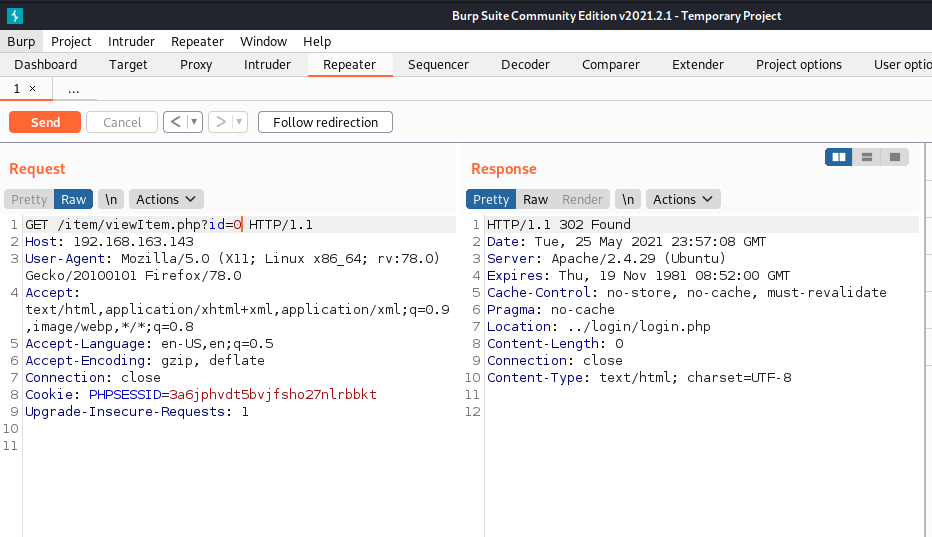 Burp Suite Community Edition v2021.2.1 - Temporary Project
Burp Project Intruder Repeater Window Help
Dashboard Target Proxy Intruder Repeater Sequencer Decoder Comparer Extender Project options User optio
1 × ...
Send Cancel < ▼ > ▼ Follow redirection
Request
Pretty Raw \n Actions
1 GET /item/viewItem.php?id=0 HTTP/1.1
2 Host: 192.168.163.143
3 User-Agent: Mozilla/5.0 (X11; Linux x86_64; rv:78.0)
Gecko/20100101 Firefox/78.0
4 Accept:
text/html,application/xhtml+xml,application/xml;q=0.9
,image/webp,*/*;q=0.8
5 Accept-Language: en-US,en;q=0.5
6 Accept-Encoding: gzip, deflate
7 Connection: close
8 Cookie: PHPSESSID=3a6jphvdt5bvjfsho27nlrbbkt
9 Upgrade-Insecure-Requests: 1
10
11
Response
Pretty Raw Render \n Actions
1 HTTP/1.1 302 Found
2 Date: Tue, 25 May 2021 23:57:08 GMT
3 Server: Apache/2.4.29 (Ubuntu)
4 Expires: Thu, 19 Nov 1981 08:52:00 GMT
5 Cache-Control: no-store, no-cache, must-revalidate
6 Pragma: no-cache
7 Location: ../login/login.php
8 Content-Length: 0
9 Connection: close
10 Content-Type: text/html; charset=UTF-8
11
12